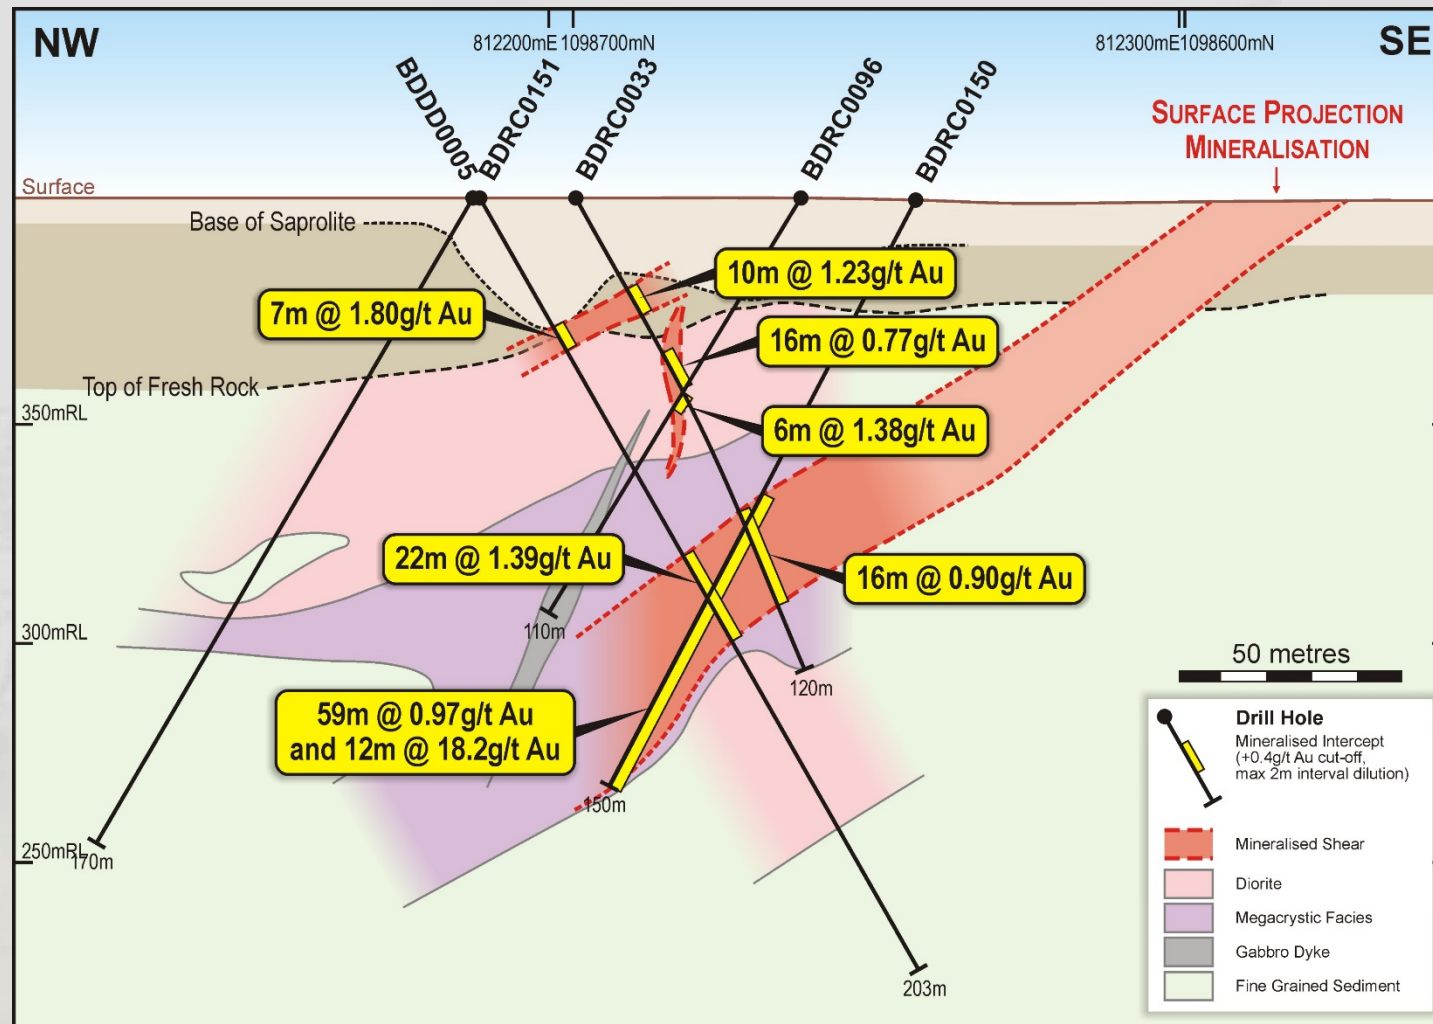 NW
812200mE 1098700mN
812300mE 1098600mN
SE
BDDD0005
BDRC0151
BDRC0033
BDRC0096
BDRC0150
SURFACE PROJECTION
MINERALISATION
Surface
Base of Saprolite
10m @ 1.23g/t Au
7m @ 1.80g/t Au
16m @ 0.77g/t Au
Top of Fresh Rock
350mRL
6m @ 1.38g/t Au
22m @ 1.39g/t Au
16m @ 0.90g/t Au
300mRL
110m
120m
50 metres
59m @ 0.97g/t Au
and 12m @ 18.2g/t Au
150m
250mRL
170m
203m
Drill Hole
Mineralised Intercept
(+0.4g/t Au cut-off,
max 2m interval dilution)
Mineralised Shear
Diorite
Megacrystic Facies
Gabbro Dyke
Fine Grained Sediment